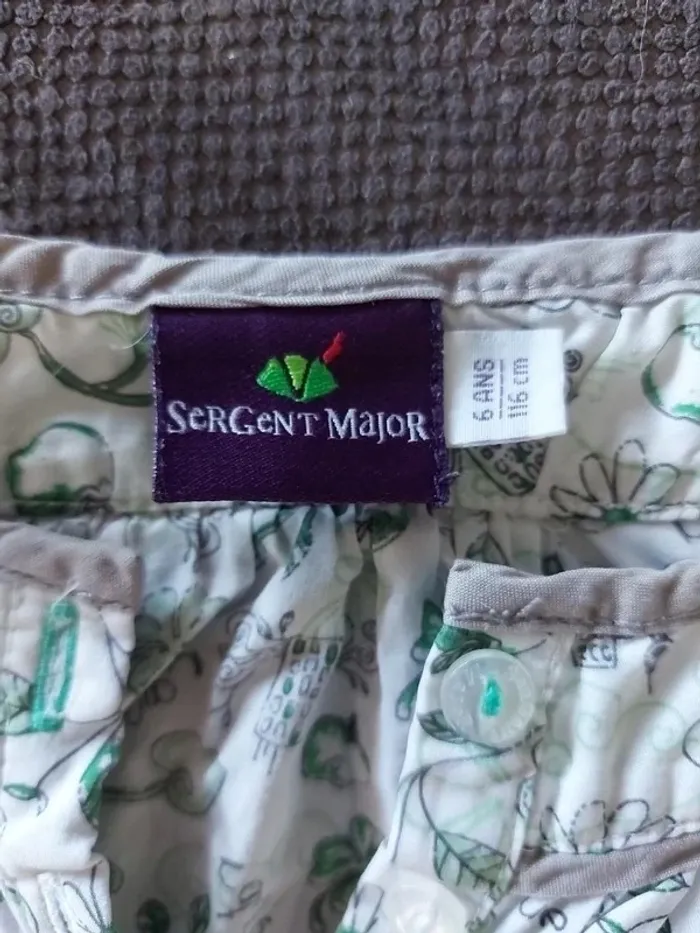 SeRGeNT MajoR
6 ANS
116 cm